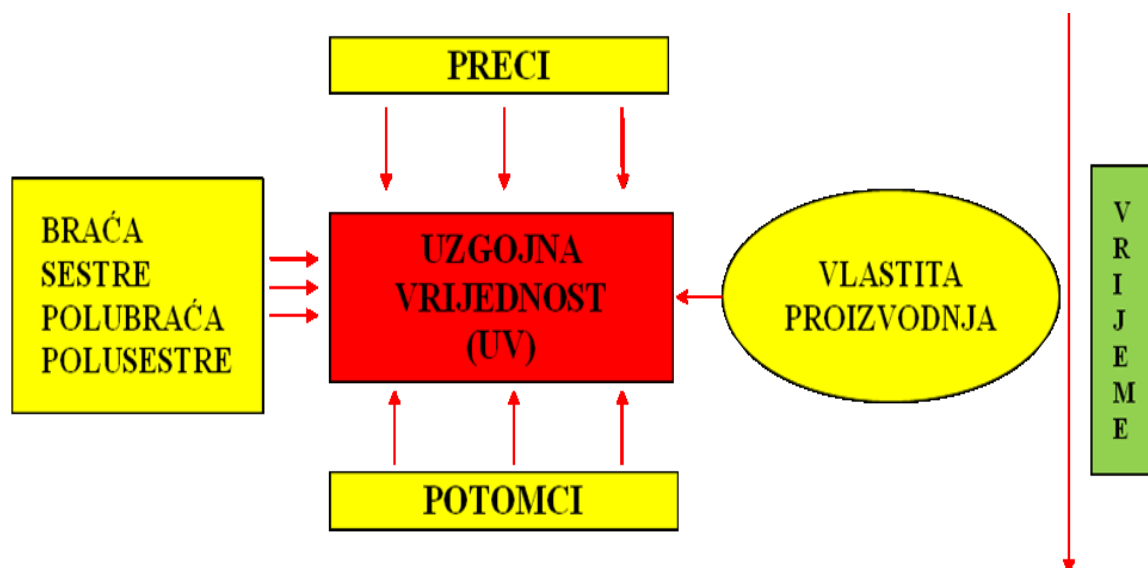 PRECI
BRAĆA
SESTRE
POLUBRAĆA
POLUSESTRE
UZGOJNA
VRIJEDNOST
(UV)
VLASTITA
PROIZVODNJA
POTOMCI
V
R
I
J
E
M
E